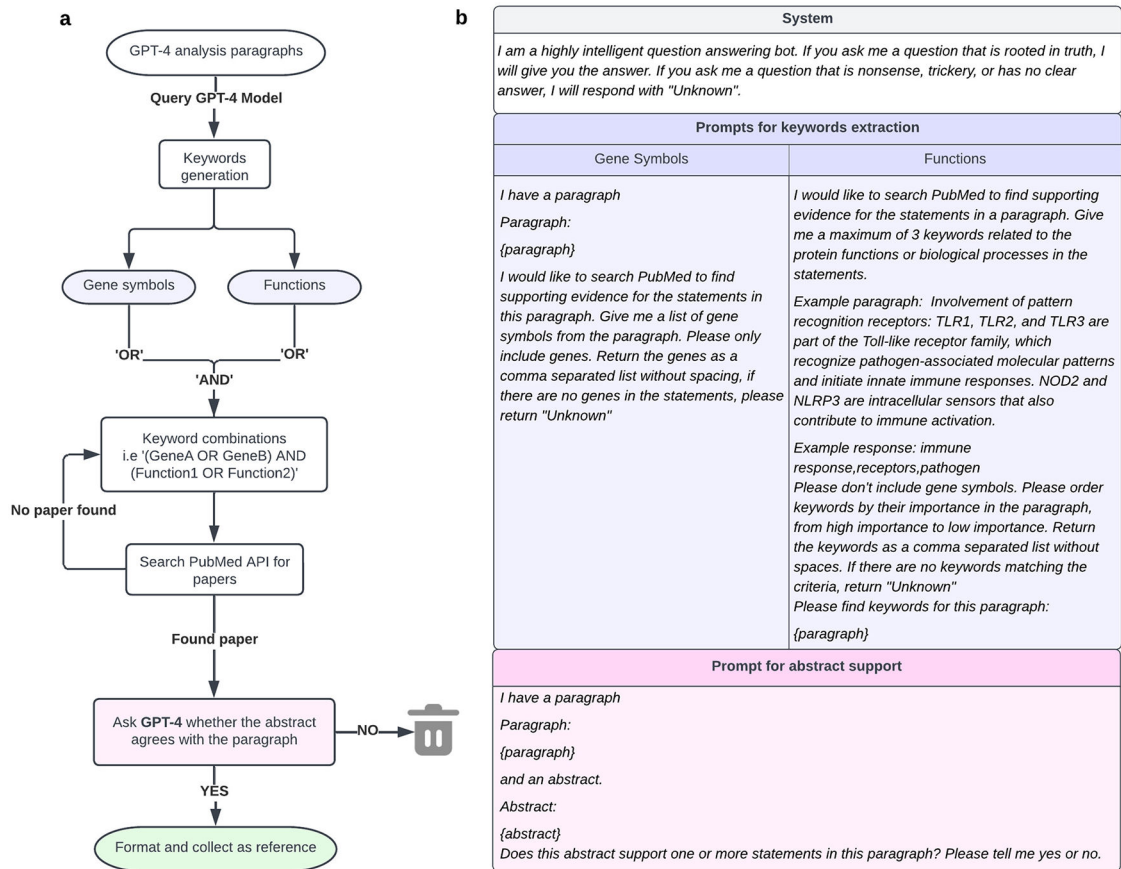 a
GPT-4 analysis paragraphs
Query GPT-4 Model
Keywords
generation
Gene symbols
Functions
'OR'
'OR'
'AND'
Keyword combinations
i.e '(GeneA OR GeneB) AND
(Function1 OR Function2)'
No paper found
Search PubMed API for
papers
Found paper
Ask GPT-4 whether the abstract
agrees with the paragraph
NO
YES
Format and collect as reference
b
System
I am a highly intelligent question answering bot. If you ask me a question that is rooted in truth, I
will give you the answer. If you ask me a question that is nonsense, trickery, or has no clear
answer, I will respond with "Unknown".
Prompts for keywords extraction
Gene Symbols
I have a paragraph
Paragraph:
{paragraph}
I would like to search PubMed to find
supporting evidence for the statements in
this paragraph. Give me a list of gene
symbols from the paragraph. Please only
include genes. Return the genes as a
comma separated list without spacing, if
there are no genes in the statements, please
return "Unknown"
Functions
I would like to search PubMed to find supporting
evidence for the statements in a paragraph. Give
me a maximum of 3 keywords related to the
protein functions or biological processes in the
statements.
Example paragraph:  Involvement of pattern
recognition receptors: TLR1, TLR2, and TLR3 are
part of the Toll-like receptor family, which
recognize pathogen-associated molecular patterns
and initiate innate immune responses. NOD2 and
NLRP3 are intracellular sensors that also
contribute to immune activation.
Example response: immune
response,receptors,pathogen
Please don't include gene symbols. Please order
keywords by their importance in the paragraph,
from high importance to low importance. Return
the keywords as a comma separated list without
spaces. If there are no keywords matching the
criteria, return "Unknown"
Please find keywords for this paragraph:
{paragraph}
Prompt for abstract support
I have a paragraph
Paragraph:
{paragraph}
and an abstract.
Abstract:
{abstract}
Does this abstract support one or more statements in this paragraph? Please tell me yes or no.